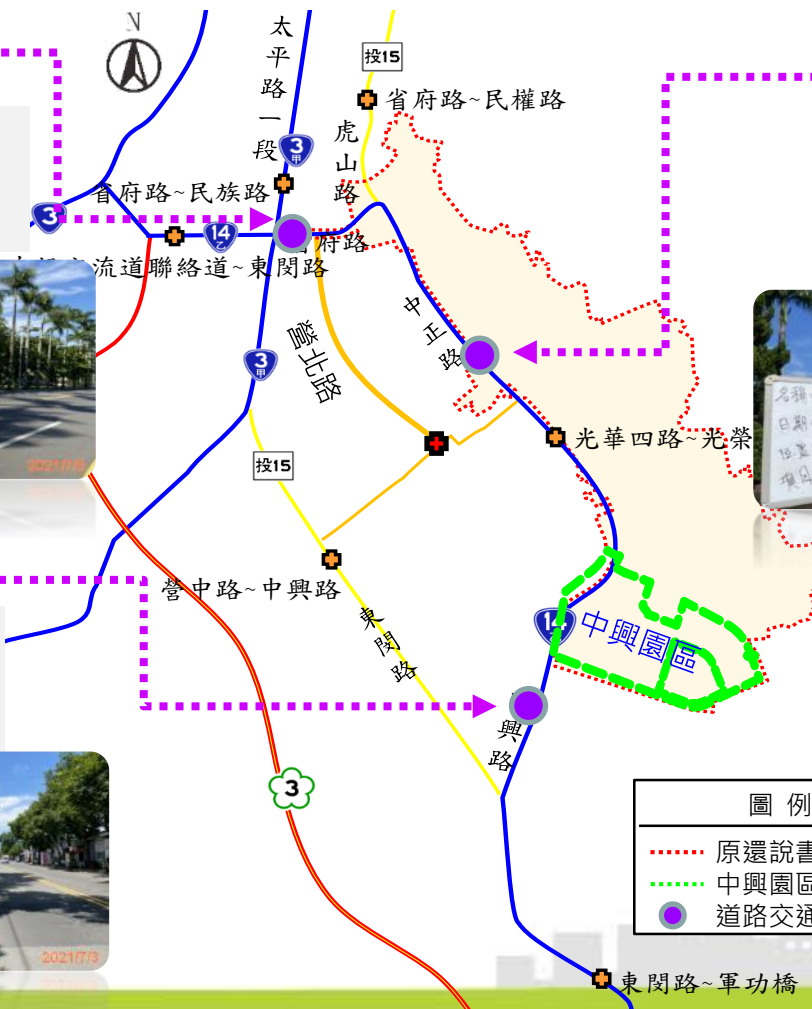 N
太平路一段
投15
省府路~民權路
虎山路
3甲
省府路~民族路
3
14乙
府路
流道聯絡道~東閔路
中正路
營北路
3甲
光華四路~光榮
投15
2021/7/3
營中路~中興路
東閔路
14
中興園區
興路
3
圖例
原還說書
中興園區
道路交通
2021/7/3
東閔路~軍功橋